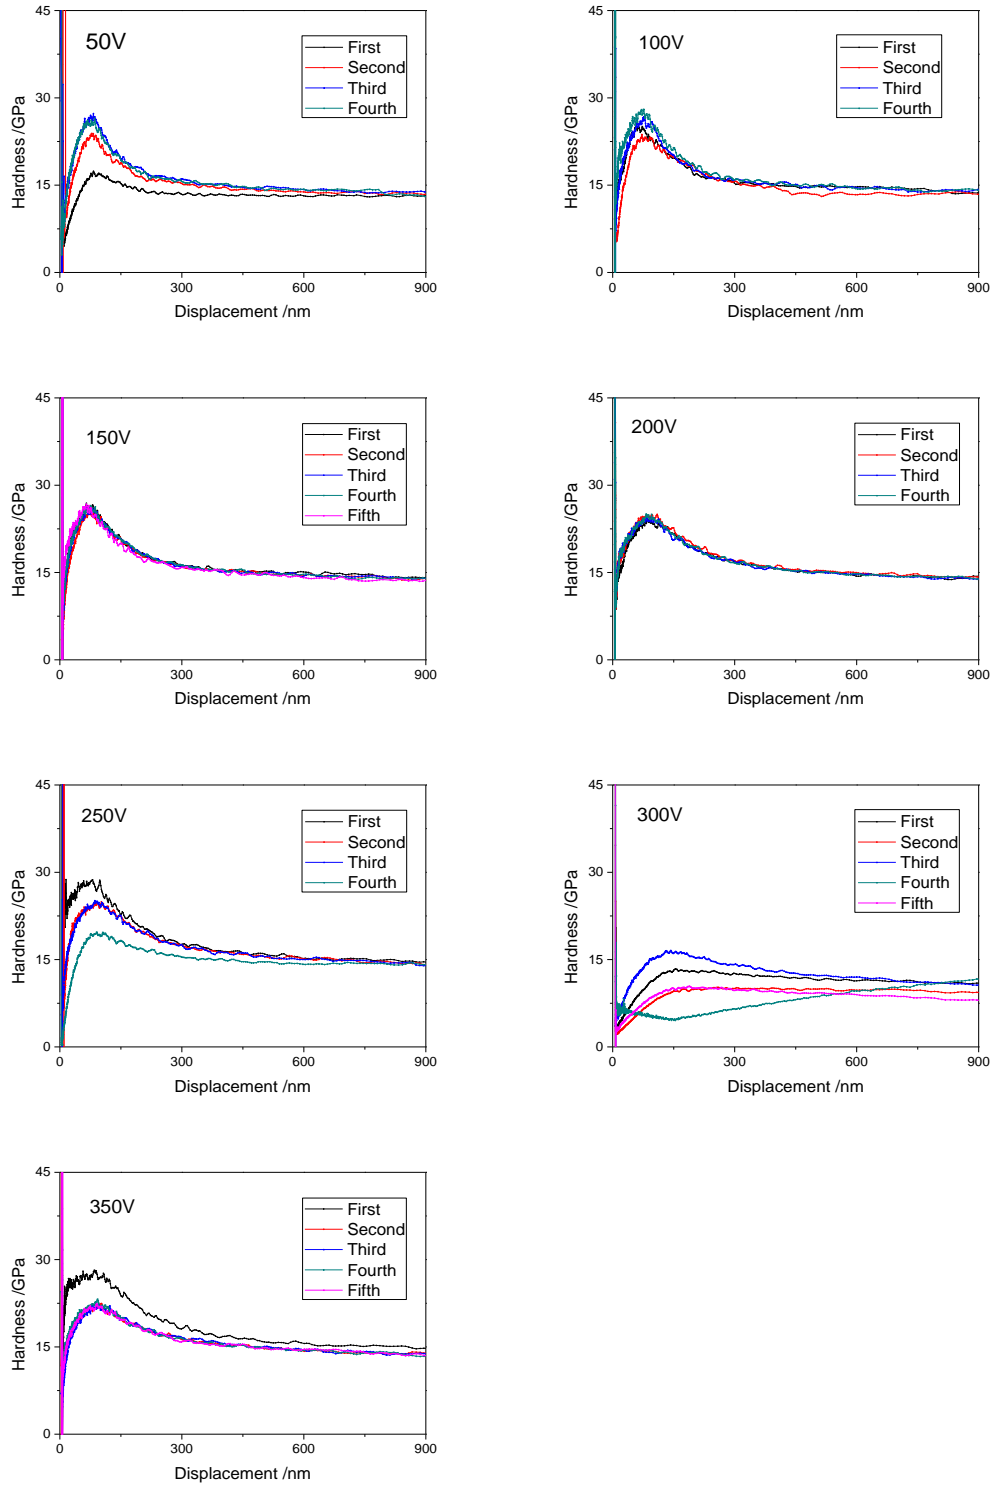 50V
First
Second
Third
Fourth
45
30
15
0
0
300
600
900
Hardness /GPa
Displacement /nm
100V
First
Second
Third
Fourth
45
30
15
0
0
300
600
900
Hardness /GPa
Displacement /nm
150V
First
Second
Third
Fourth
Fifth
45
30
15
0
0
300
600
900
Hardness /GPa
Displacement /nm
200V
First
Second
Third
Fourth
45
30
15
0
0
300
600
900
Hardness /GPa
Displacement /nm
250V
First
Second
Third
Fourth
45
30
15
0
0
300
600
900
Hardness /GPa
Displacement /nm
300V
First
Second
Third
Fourth
Fifth
45
30
15
0
0
300
600
900
Hardness /GPa
Displacement /nm
350V
First
Second
Third
Fourth
Fifth
45
30
15
0
0
300
600
900
Hardness /GPa
Displacement /nm